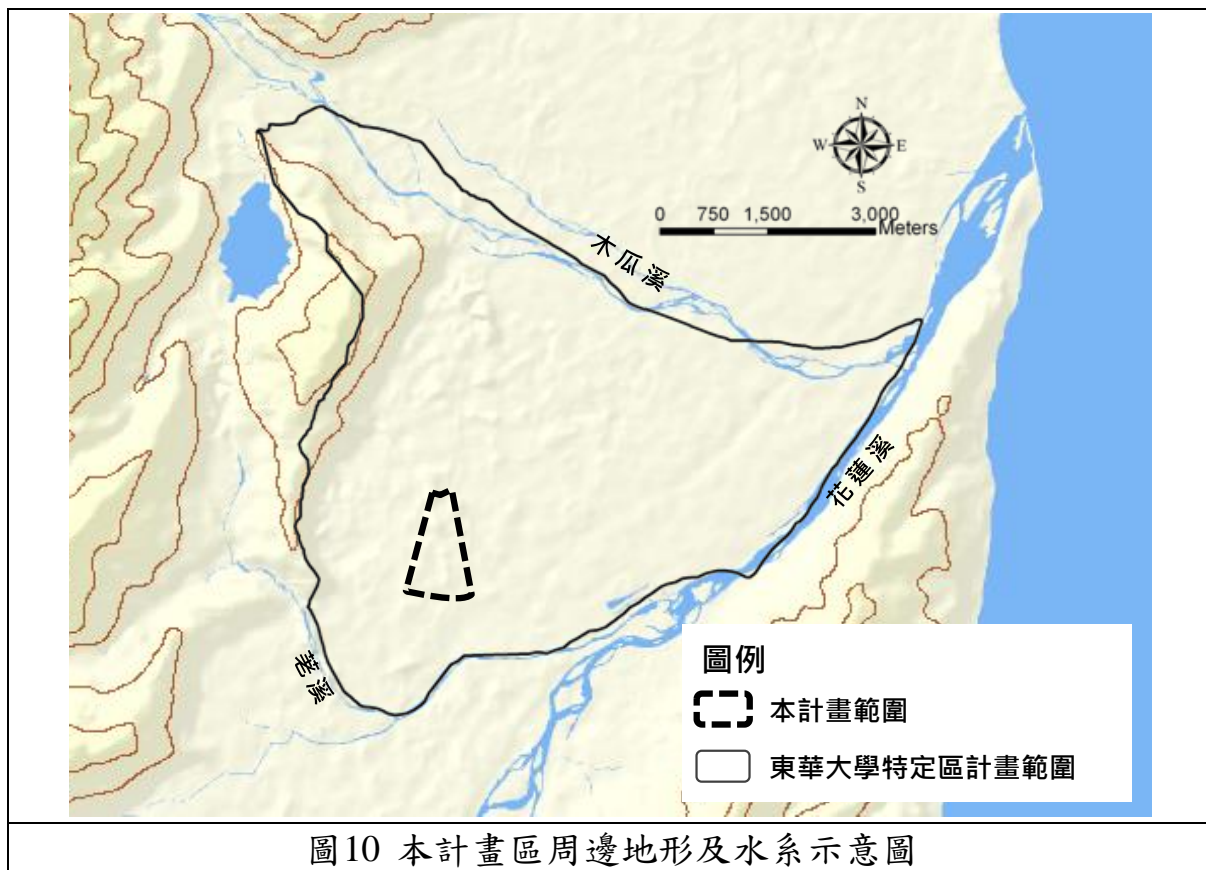 N
W E
S
0 750 1,500 3,000
Meters
木瓜溪
花蓮溪
荖溪
圖例
本計畫範圍
東華大學特定區計畫範圍
圖10 本計畫區周邊地形及水系示意圖